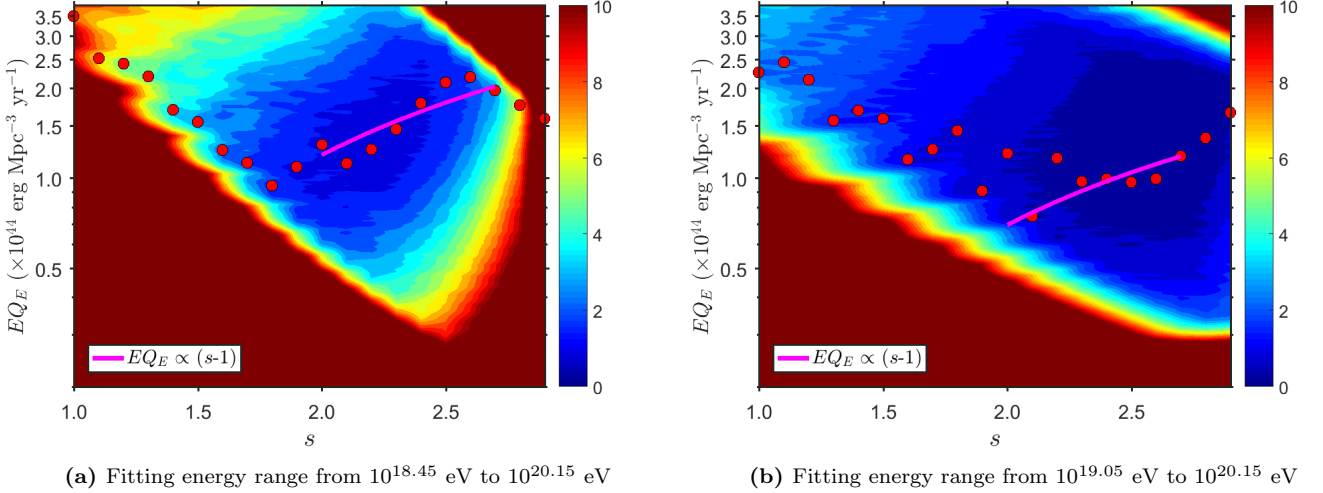 3.5
3.0
2.5
2.0
1.5
1.0
0.5
EQ_E (×10^44 erg Mpc^−3 yr^−1)
EQ_E ∝ (s-1)
1.0 1.5 2.0 2.5
s
10
8
6
4
2
0
(a) Fitting energy range from 10^18.45 eV to 10^20.15 eV
3.5
3.0
2.5
2.0
1.5
1.0
0.5
EQ_E (×10^44 erg Mpc^−3 yr^−1)
EQ_E ∝ (s-1)
1.0 1.5 2.0 2.5
s
10
8
6
4
2
0
(b) Fitting energy range from 10^19.05 eV to 10^20.15 eV